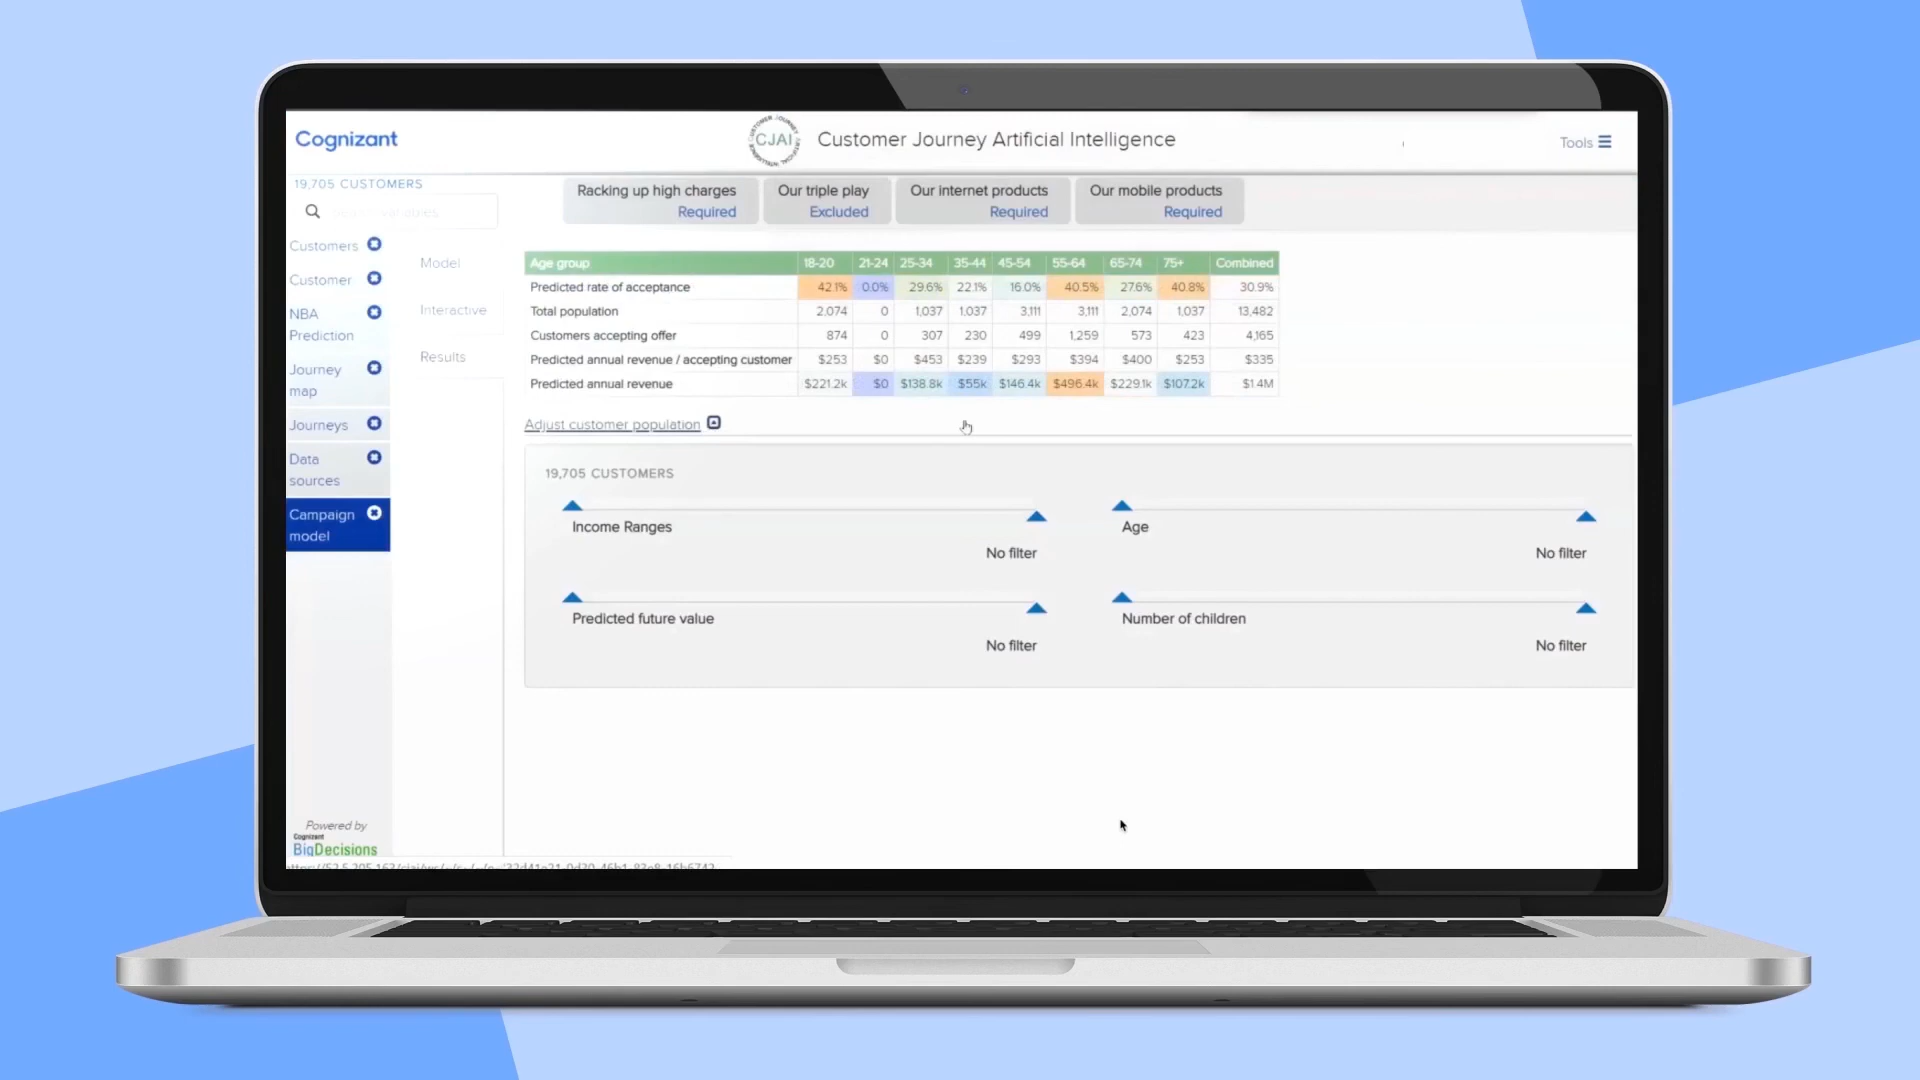 Cognizant
CJAI
Customer Journey Artificial Intelligence
Tools
19,705 CUSTOMERS
Racking up high charges
Required
Our triple play
Excluded
Our internet products
Required
Our mobile products
Required
Customers
Customer
NBA
Prediction
Journey
map
Journeys
Data
sources
Campaign
model
Model
Interactive
Results
Age group 18-20 21-24 25-34 35-44 45-54 55-64 65-74 75+ Combined
Predicted rate of acceptance 42.1% 0.0% 29.6% 22.1% 16.0% 40.5% 27.6% 40.8% 30.9%
Total population 2,074 0 1,037 1,037 3,111 3,111 2,074 1,037 13,482
Customers accepting offer 874 0 307 230 499 1,259 573 423 4,165
Predicted annual revenue / accepting customer $253 $0 $453 $239 $293 $394 $400 $253 $335
Predicted annual revenue $221.2k $0 $138.8k $55k $146.4k $496.4k $229.1k $107.2k $1.4M
Adjust customer population
19,705 CUSTOMERS
Income Ranges
No filter
Age
No filter
Predicted future value
No filter
Number of children
No filter
Powered by
Cognizant
BigDecisions